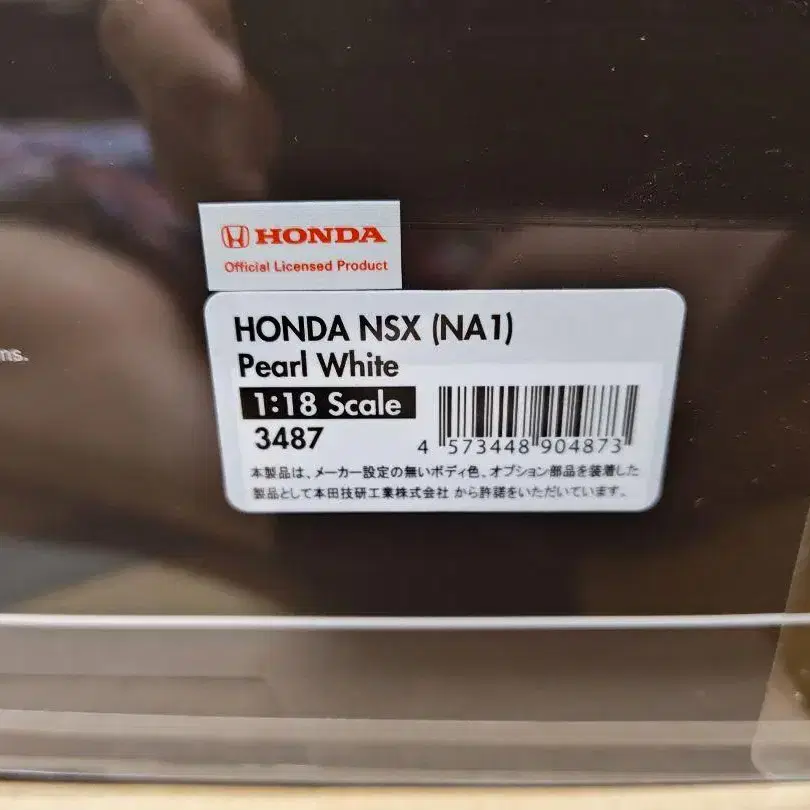 HONDA
Official Licensed Product
HONDA NSX (NA1)
Pearl White
1:18 Scale
3487
4 573448 904873
本製品は、メーカー設定の無いボディ色、オプション部品を装着した
製品として本田技研工業株式会社 から許諾をいただいています。
ns.